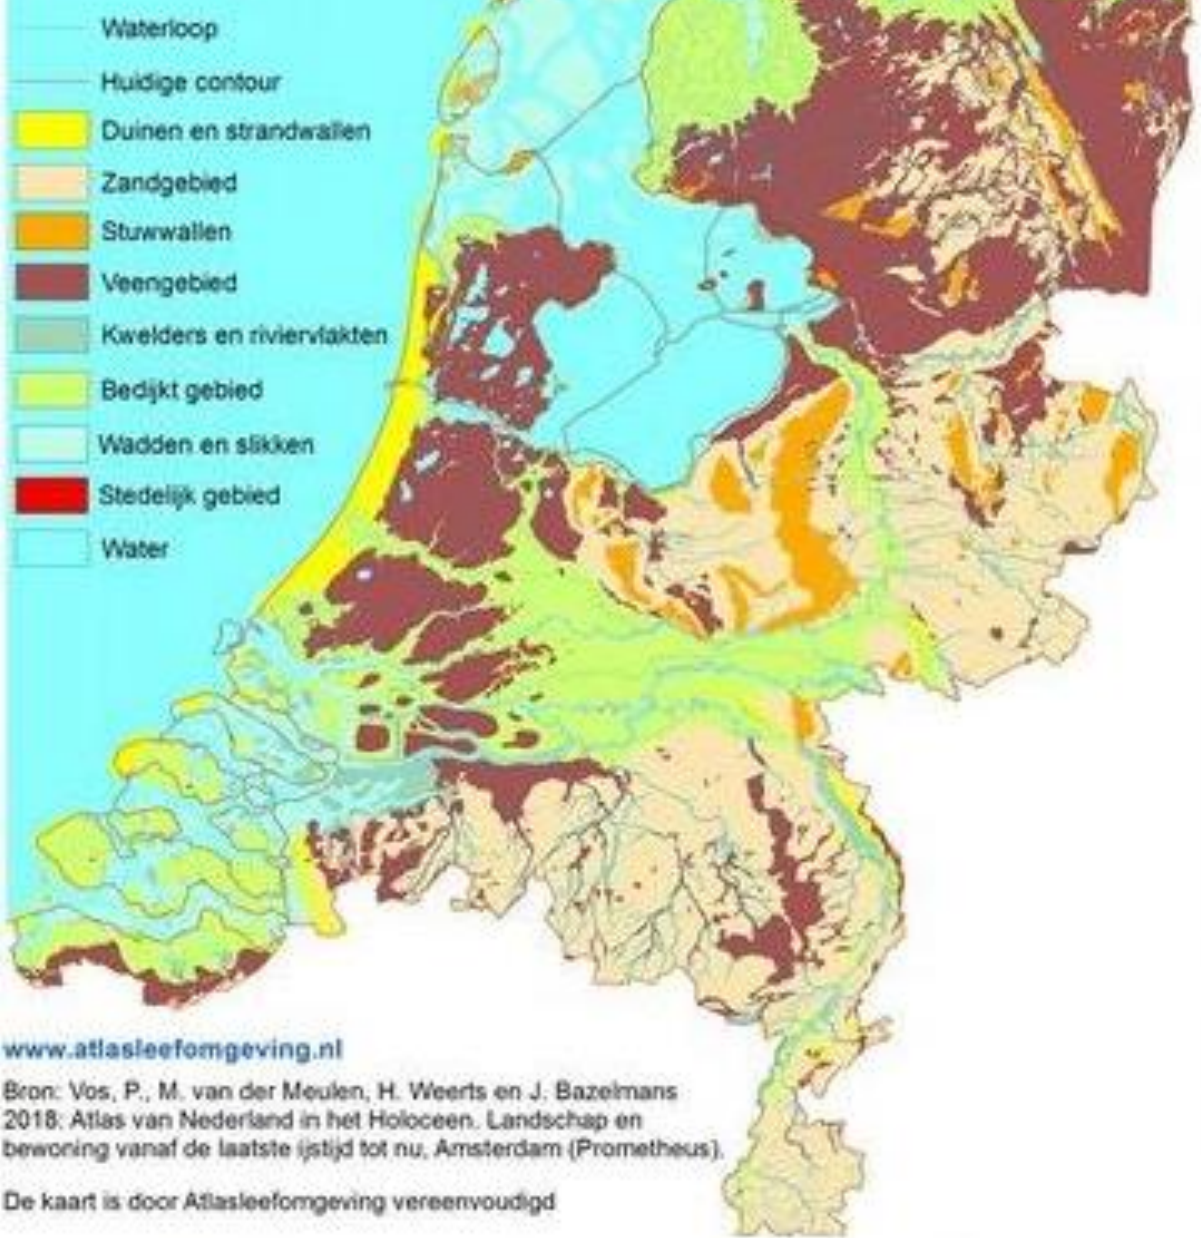 Waterloop
Huidige contour
Duinen en strandwallen
Zandgebied
Stuwwallen
Veengebied
Kwelders en riviervlakten
Bedijkt gebied
Wadden en slikken
Stedelijk gebied
Water
www.atlasleefomgeving.nl
Bron: Vos, P., M. van der Meulen, H. Weerts en J. Bazelmans
2018: Atlas van Nederland in het Holoceen. Landschap en
bewoning vanaf de laatste ijstijd tot nu, Amsterdam (Prometheus).
De kaart is door Atlasleefomgeving vereenvoudigd